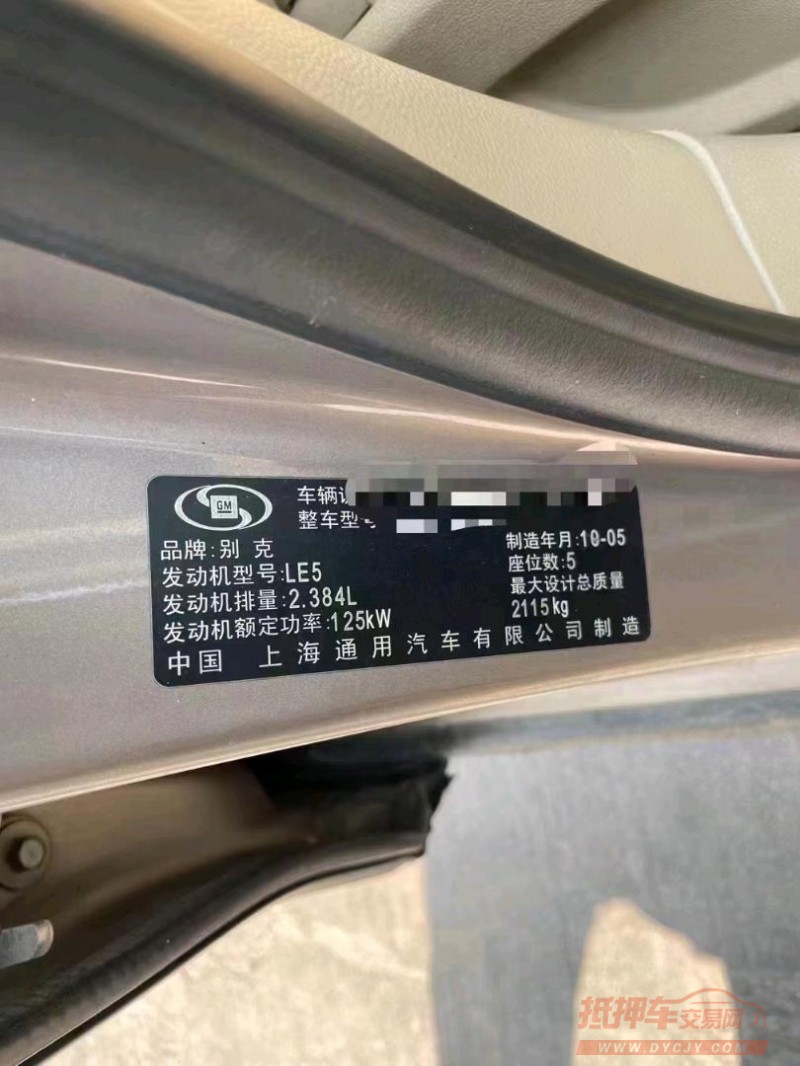 GM
车辆识
整车型号
品牌:别克
制造年月:10-05
发动机型号:LE5
座位数:5
发动机排量:2.384L
最大设计总质量
发动机额定功率:125kW
2115kg
中国 上海通用汽车有限公司制造
抵押车交易网
WWW.DYCJY.COM